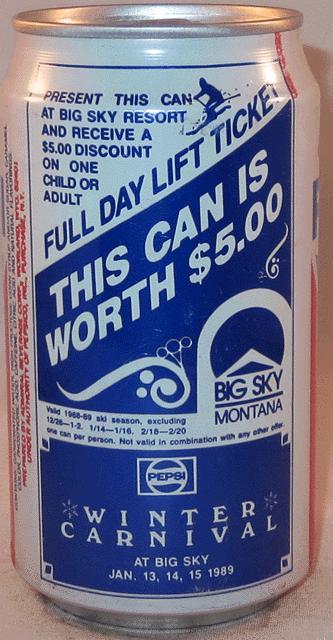 PRESENT THIS CAN
AT BIG SKY RESORT
AND RECEIVE A
$5.00 DISCOUNT
ON ONE
CHILD OR
ADULT
FULL DAY LIFT TICKET
THIS CAN IS
WORTH $5.00
BIG SKY
MONTANA
Valid 1988-89 ski season, excluding
12/26-1-2, 1/14-1/16, 2/18-2/20
one can per person. Not valid in combination with any other offer.
PEPSI
WINTER
CARNIVAL
AT BIG SKY
JAN. 13, 14, 15 1989